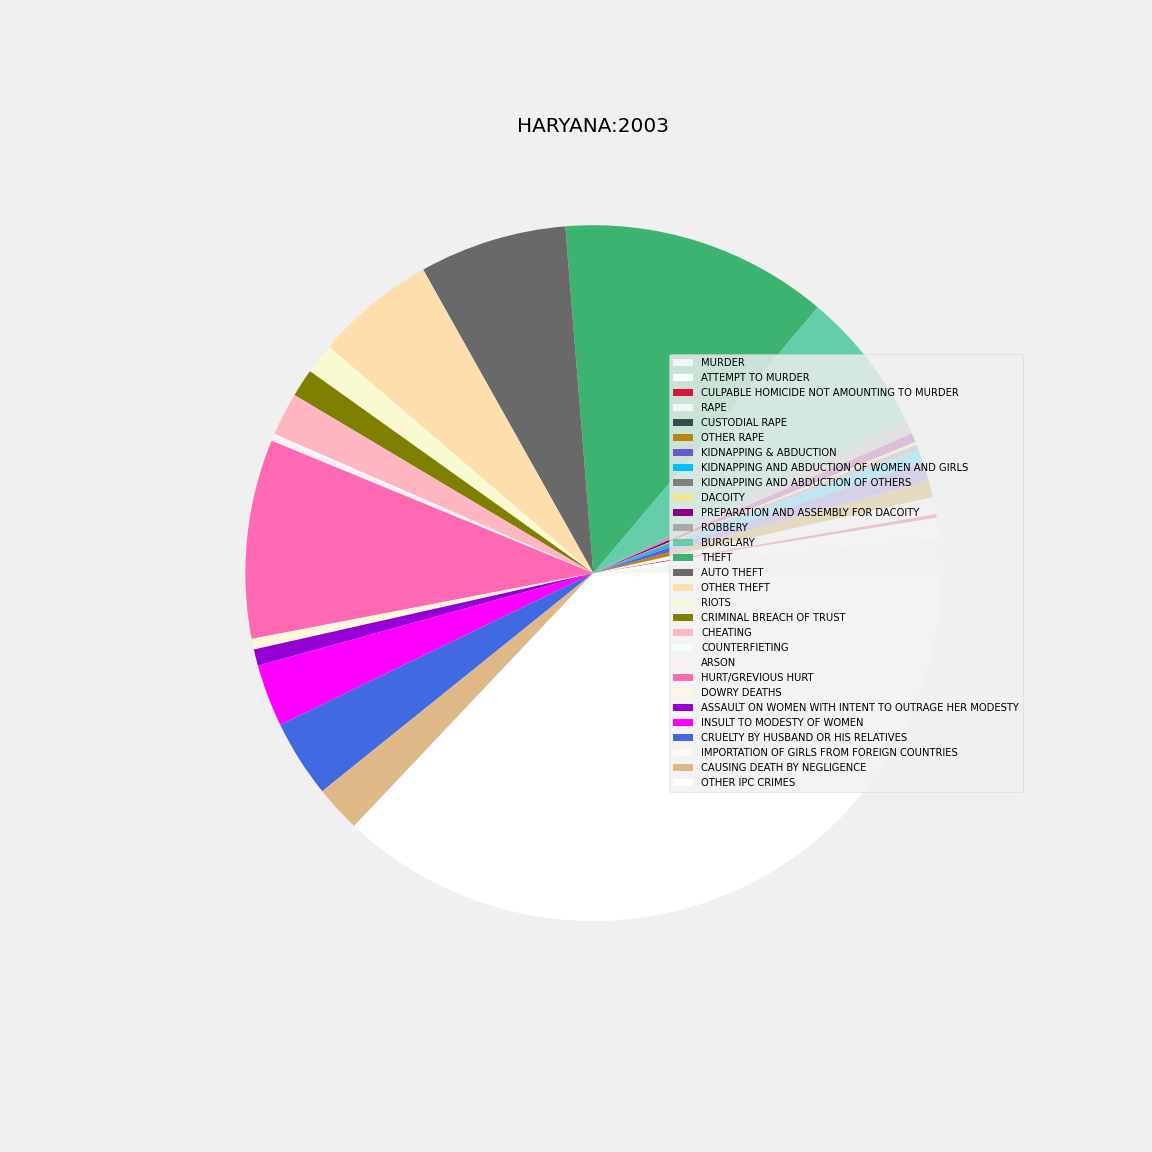 HARYANA:2003
MURDER
ATTEMPT TO MURDER
CULPABLE HOMICIDE NOT AMOUNTING TO MURDER
RAPE
CUSTODIAL RAPE
OTHER RAPE
KIDNAPPING & ABDUCTION
KIDNAPPING AND ABDUCTION OF WOMEN AND GIRLS
KIDNAPPING AND ABDUCTION OF OTHERS
DACOITY
PREPARATION AND ASSEMBLY FOR DACOITY
ROBBERY
BURGLARY
THEFT
AUTO THEFT
OTHER THEFT
RIOTS
CRIMINAL BREACH OF TRUST
CHEATING
COUNTERFIETING
ARSON
HURT/GREVIOUS HURT
DOWRY DEATHS
ASSAULT ON WOMEN WITH INTENT TO OUTRAGE HER MODESTY
INSULT TO MODESTY OF WOMEN
CRUELTY BY HUSBAND OR HIS RELATIVES
IMPORTATION OF GIRLS FROM FOREIGN COUNTRIES
CAUSING DEATH BY NEGLIGENCE
OTHER IPC CRIMES